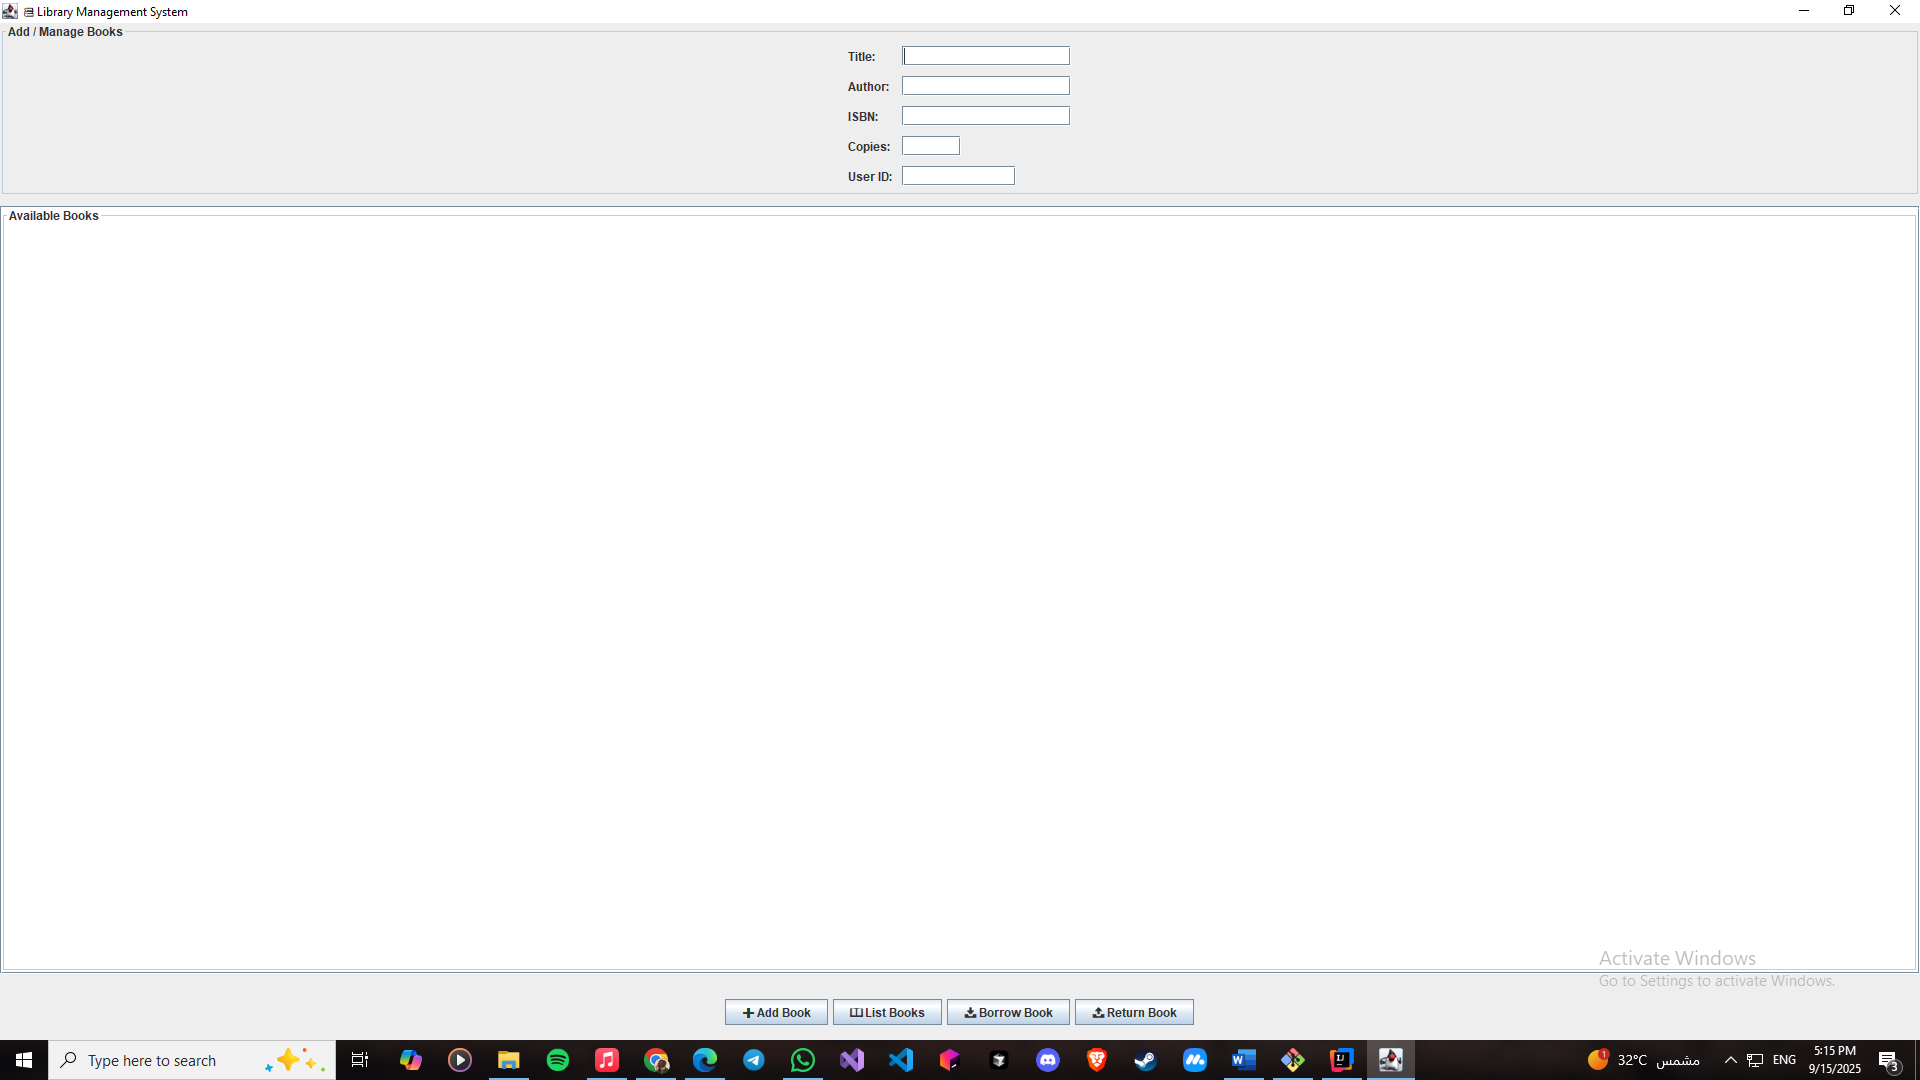 Library Management System
Add / Manage Books
Title:
Author:
ISBN:
Copies:
User ID:
Available Books
Activate Windows
Go to Settings to activate Windows.
Add Book
List Books
Borrow Book
Return Book
Type here to search
1
32°C مشمس
ENG
5:15 PM
9/15/2025
3